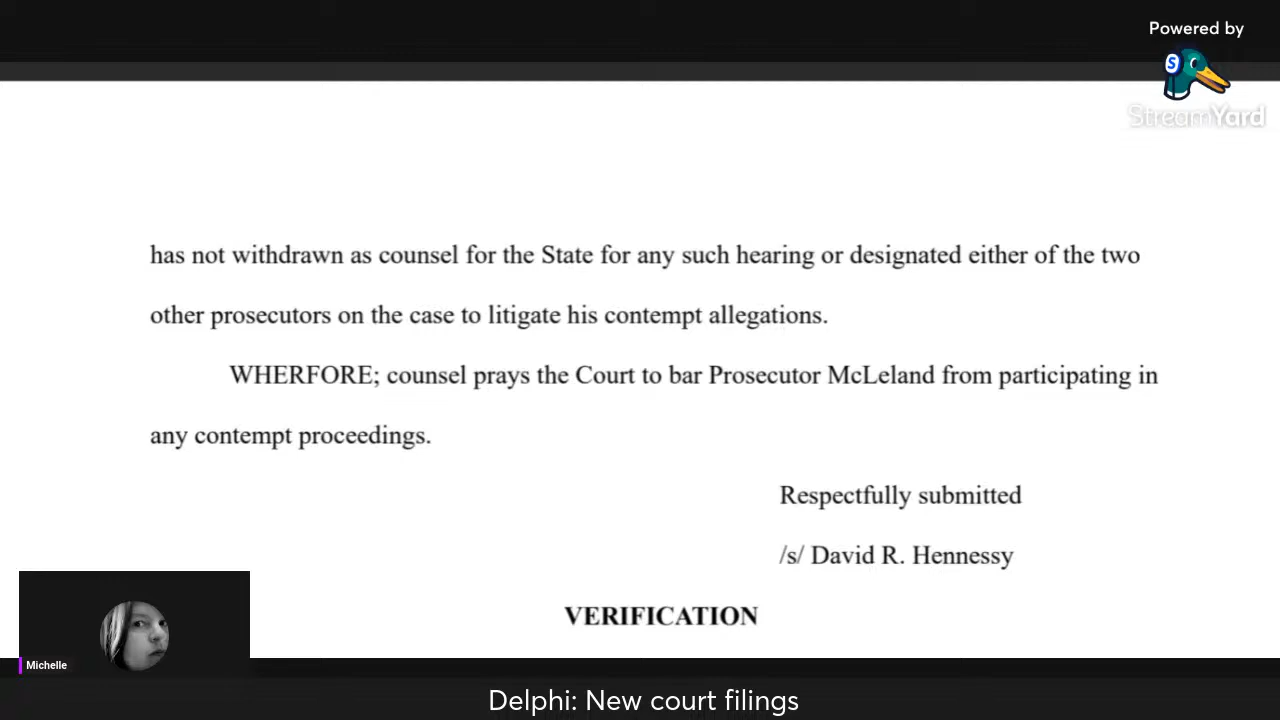 Powered by
StreamYard
has not withdrawn as counsel for the State for any such hearing or designated either of the two
other prosecutors on the case to litigate his contempt allegations.
WHERFORE; counsel prays the Court to bar Prosecutor McLeland from participating in
any contempt proceedings.
Respectfully submitted
/s/ David R. Hennessy
VERIFICATION
Michelle
Delphi: New court filings